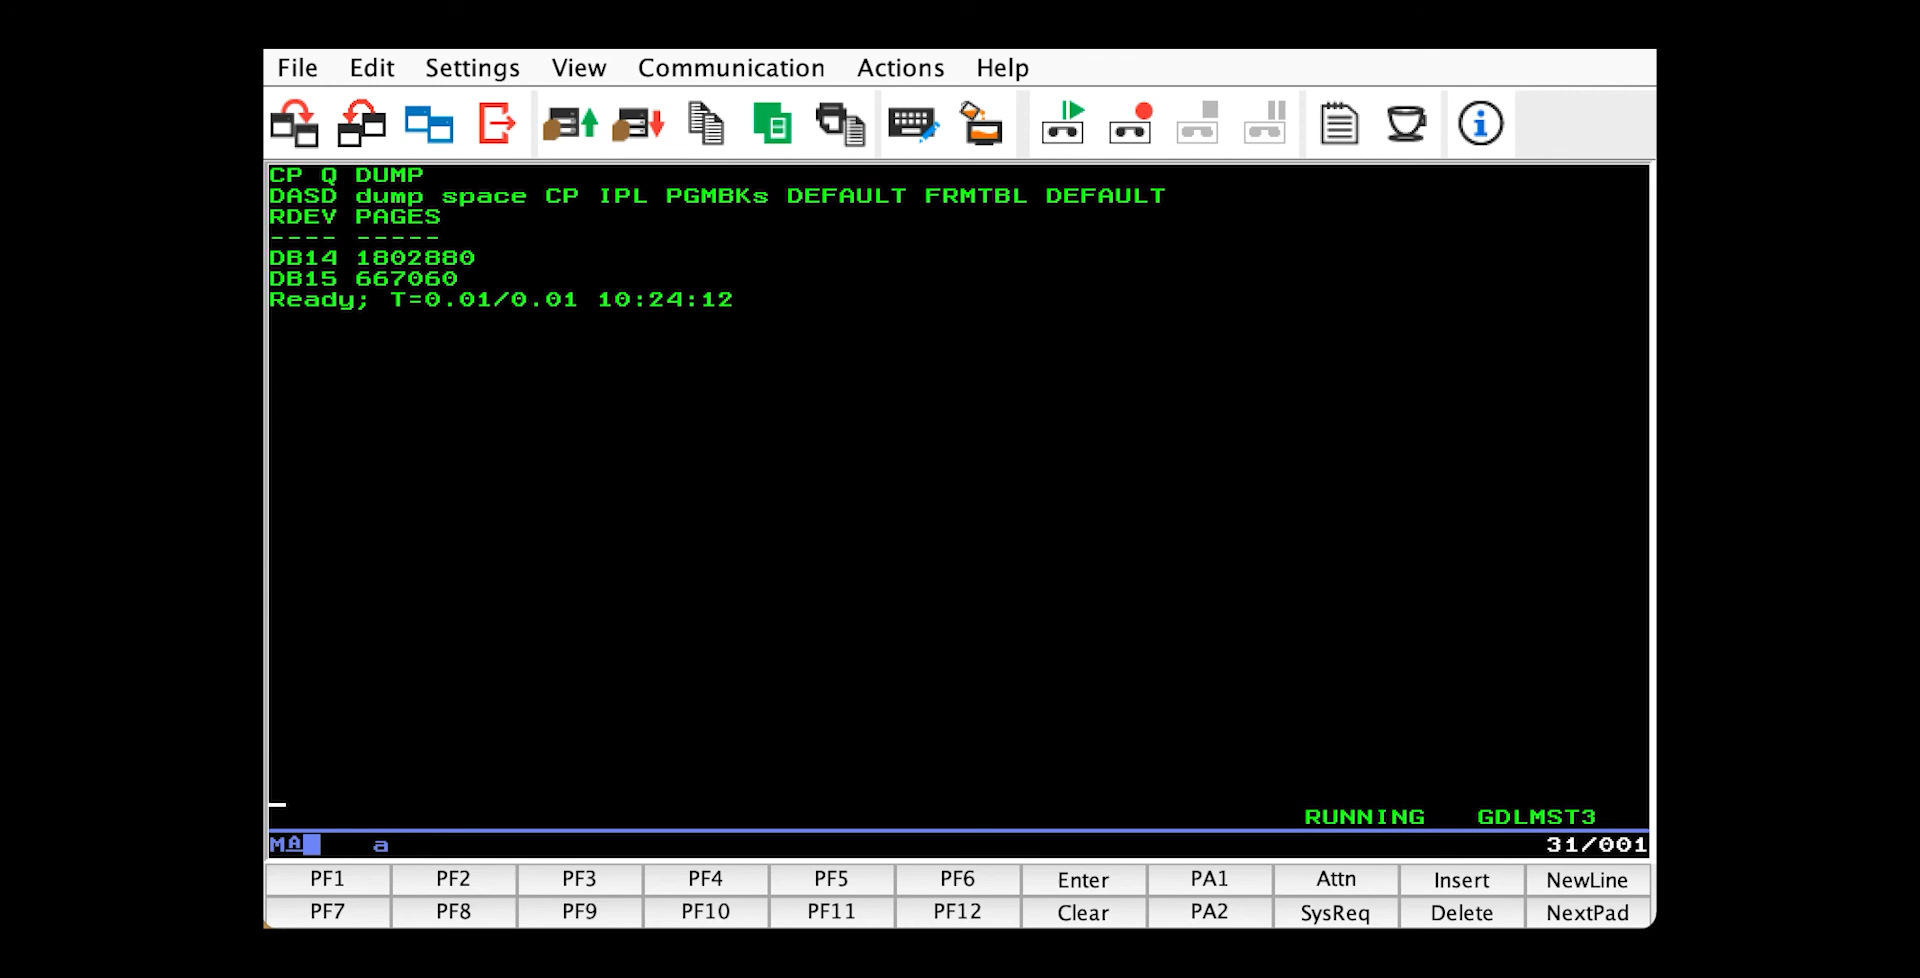 File Edit Settings View Communication Actions Help
CP Q DUMP
DASD dump space CP IPL PGMBKs DEFAULT FRMTBL DEFAULT
RDEV PAGES
---- -----
DB14 1802880
DB15 667060
Ready; T=0.01/0.01 10:24:12
RUNNING GDLMST3
MA a 31/001
PF1 PF2 PF3 PF4 PF5 PF6 Enter PA1 Attn Insert NewLine
PF7 PF8 PF9 PF10 PF11 PF12 Clear PA2 SysReq Delete NextPad